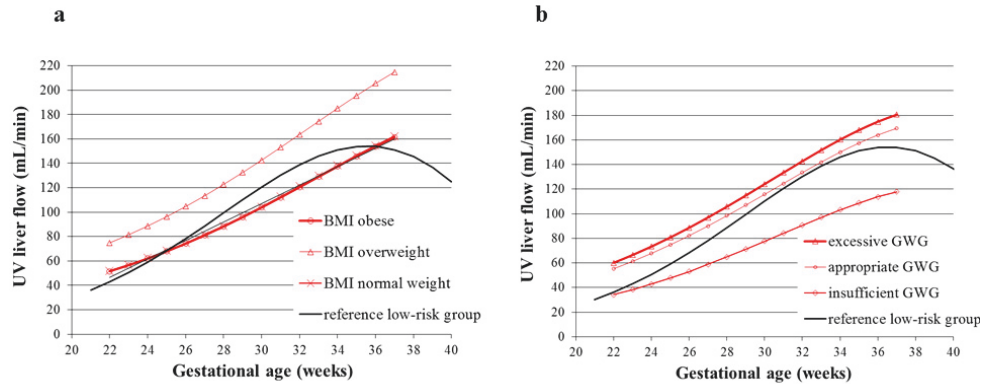 a
UV liver flow (mL/min)
220
200
180
160
140
120
100
80
60
40
20
0
BMI obese
BMI overweight
BMI normal weight
reference low-risk group
20 22 24 26 28 30 32 34 36 38 40
Gestational age (weeks)
b
UV liver flow (mL/min)
220
200
180
160
140
120
100
80
60
40
20
0
excessive GWG
appropriate GWG
insufficient GWG
reference low-risk group
20 22 24 26 28 30 32 34 36 38 40
Gestational age (weeks)